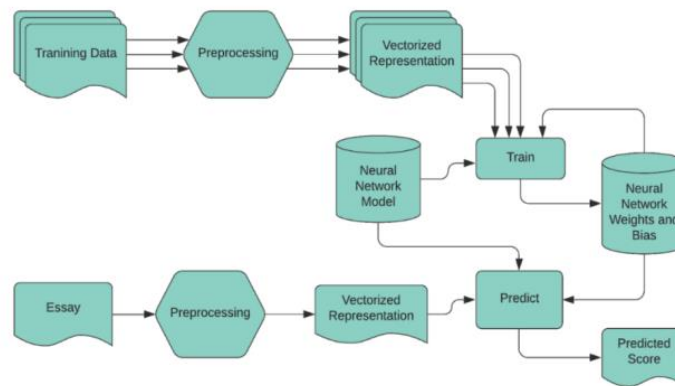 Tranining Data
Preprocessing
Vectorized
Representation
Train
Neural
Network
Model
Neural
Network
Weights and
Bias
Essay
Preprocessing
Vectorized
Representation
Predict
Predicted
Score